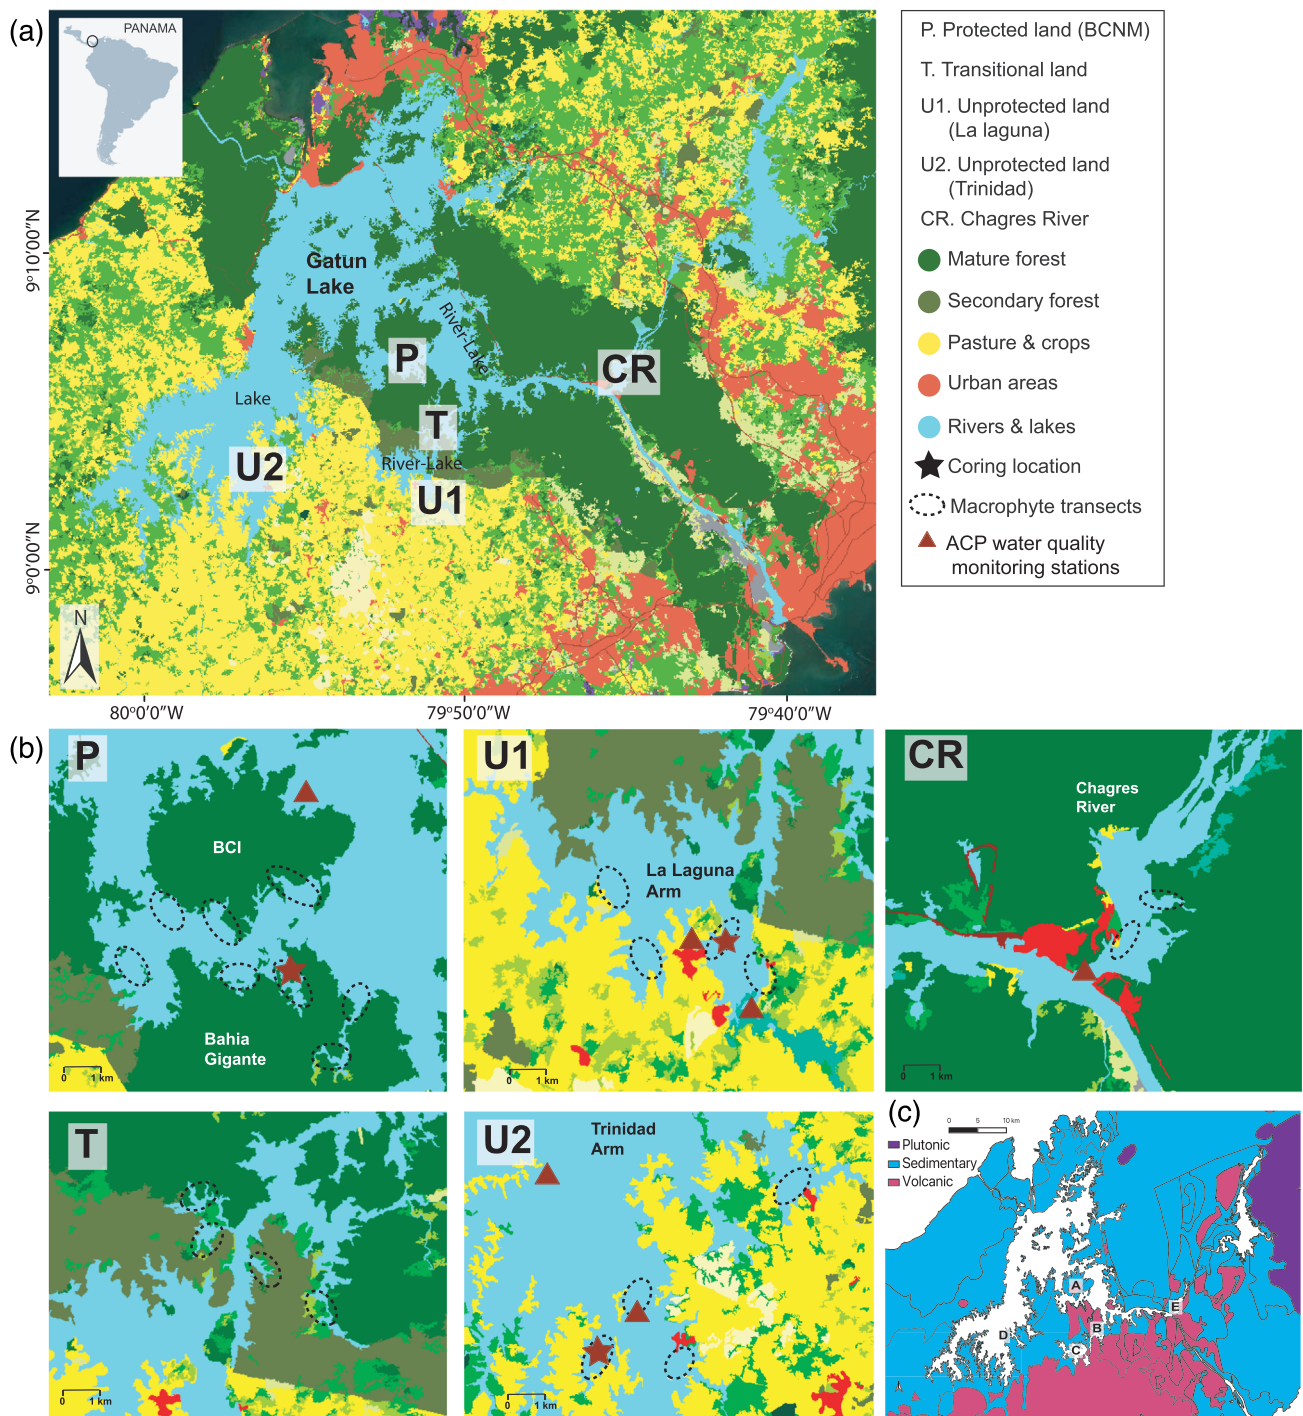 (a)
PANAMA
Gatun
Lake
River-Lake
P
CR
Lake
T
U2
River-Lake
U1
N
9°10'00"N
9°0'00"N
80°0'0"W
79°50'0"W
79°40'0"W
P. Protected land (BCNM)
T. Transitional land
U1. Unprotected land
(La laguna)
U2. Unprotected land
(Trinidad)
CR. Chagres River
Mature forest
Secondary forest
Pasture & crops
Urban areas
Rivers & lakes
Coring location
Macrophyte transects
ACP water quality
monitoring stations
(b)
P
BCI
Bahia
Gigante
0 1 km
U1
La Laguna
Arm
0 1 km
CR
Chagres
River
0 1 km
T
0 1 km
U2
Trinidad
Arm
0 1 km
(c)
0 5 10 km
Plutonic
Sedimentary
Volcanic
A
E
B
D
C